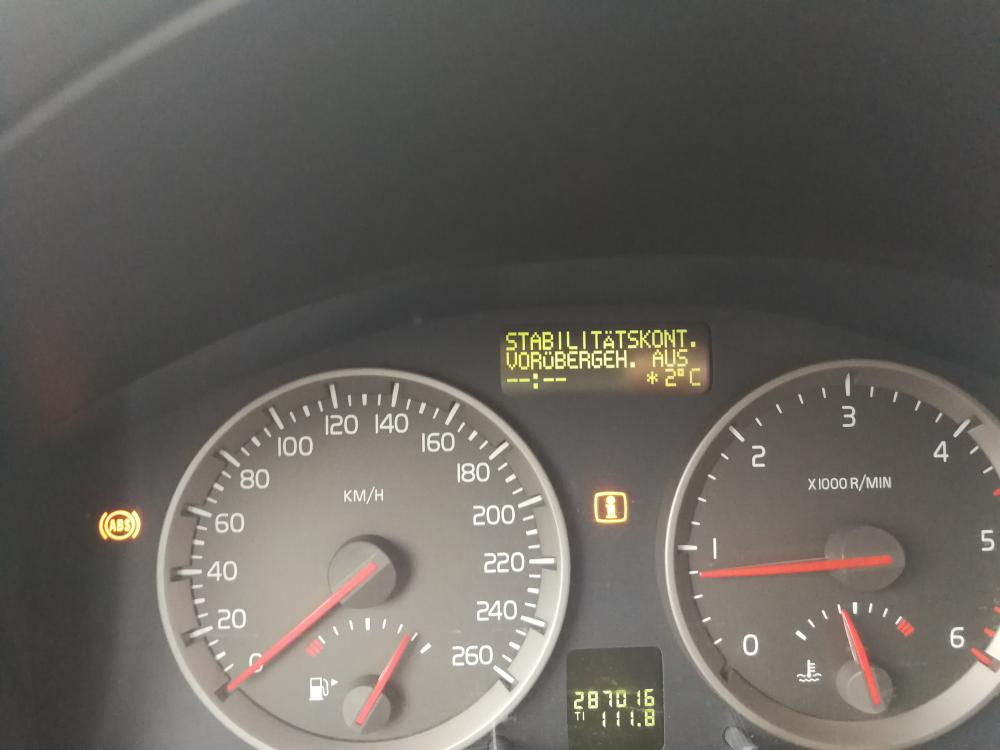 STABILITÄTSKONT.
VORÜBERGEH. AUS
--:-- *2°C
ABS
KM/H
0
20
40
60
80
100
120
140
160
180
200
220
240
260
i
X1000 R/MIN
0
1
2
3
4
5
6
287016
T1 111.8